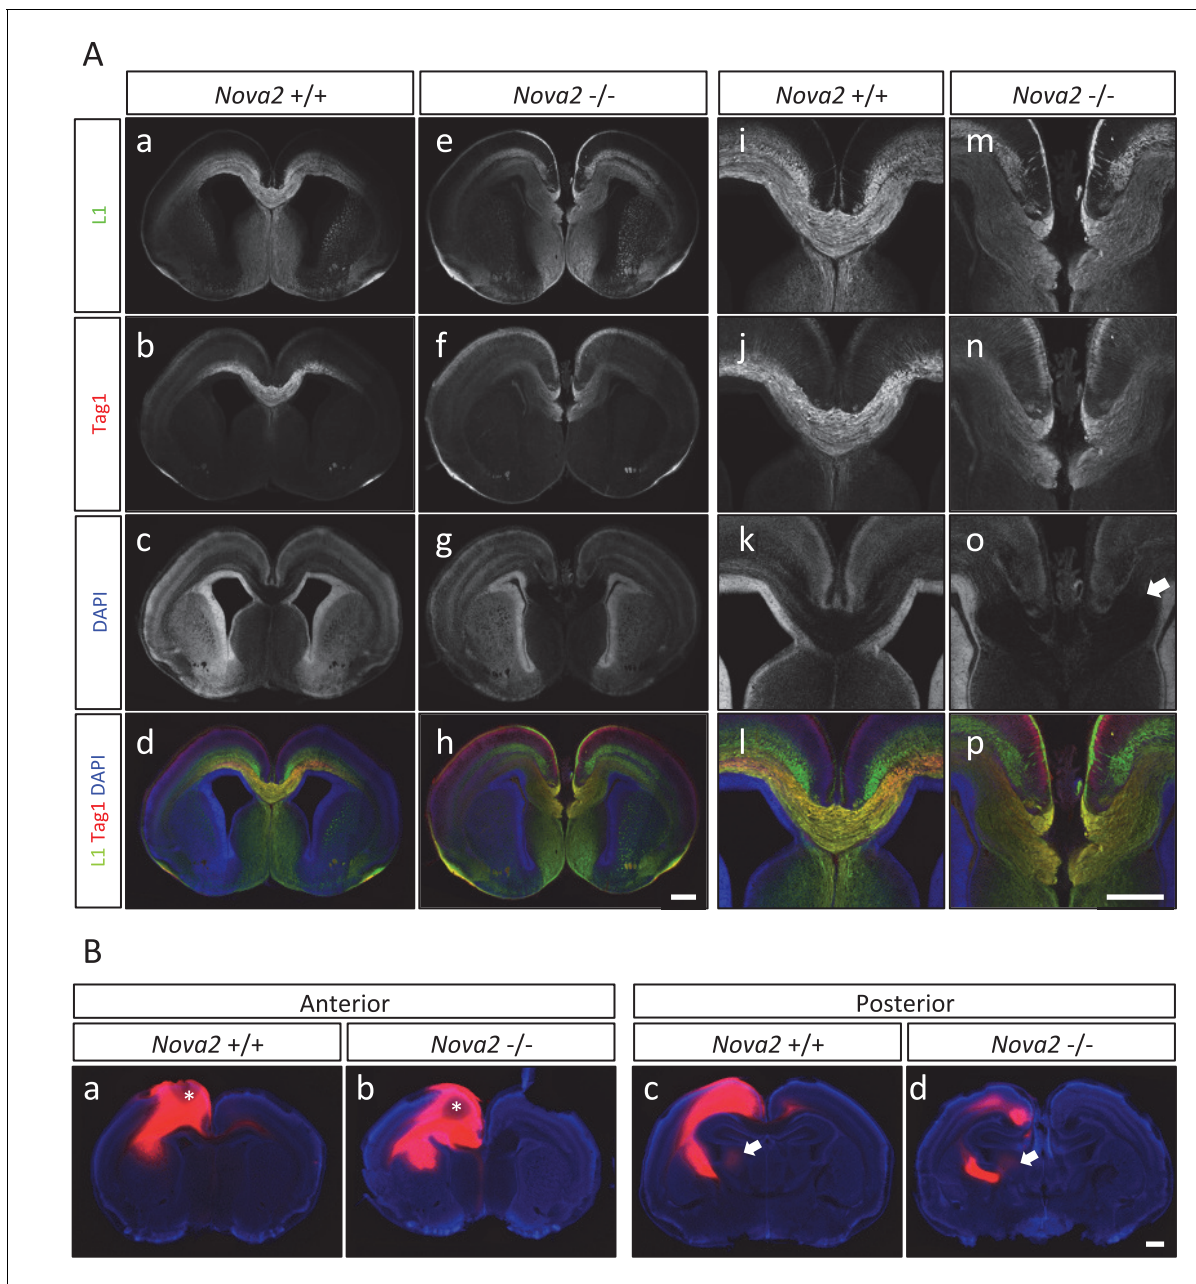 A
Nova2 +/+
Nova2 -/-
Nova2 +/+
Nova2 -/-
L1
a
e
i
m
Tag1
b
f
j
n
DAPI
c
g
k
o
L1 Tag1 DAPI
d
h
l
p
B
Anterior
Posterior
Nova2 +/+
Nova2 -/-
Nova2 +/+
Nova2 -/-
a
*
b
*
c
d